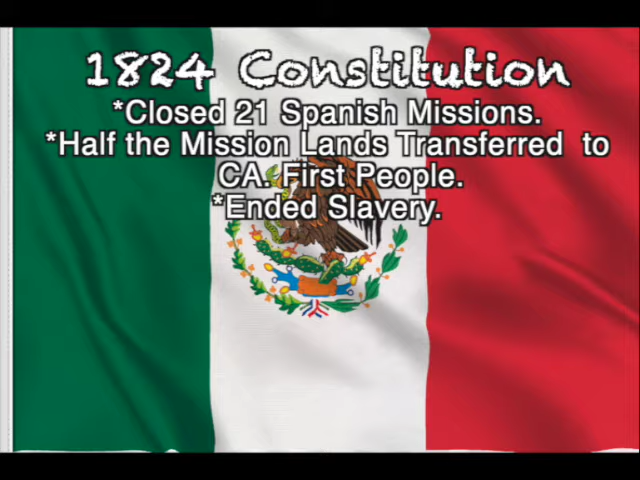 1824 Constitution
*Closed 21 Spanish Missions.
*Half the Mission Lands Transferred  to
CA. First People.
*Ended Slavery.